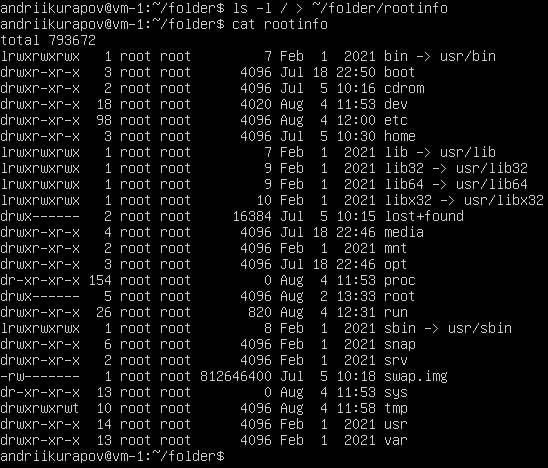 andriikurapov@vm-1:~/folder$ ls -l / > ~/folder/rootinfo
andriikurapov@vm-1:~/folder$ cat rootinfo
total 793672
lrwxrwxrwx   1 root root         7 Feb  1  2021 bin -> usr/bin
drwxr-xr-x   3 root root      4096 Jul 18 22:50 boot
drwxr-xr-x   2 root root      4096 Jul  5 10:16 cdrom
drwxr-xr-x  18 root root      4020 Aug  4 11:53 dev
drwxr-xr-x  98 root root      4096 Aug  4 12:00 etc
drwxr-xr-x   3 root root      4096 Jul  5 10:30 home
lrwxrwxrwx   1 root root         7 Feb  1  2021 lib -> usr/lib
lrwxrwxrwx   1 root root         9 Feb  1  2021 lib32 -> usr/lib32
lrwxrwxrwx   1 root root         9 Feb  1  2021 lib64 -> usr/lib64
lrwxrwxrwx   1 root root        10 Feb  1  2021 libx32 -> usr/libx32
drwx------   2 root root     16384 Jul  5 10:15 lost+found
drwxr-xr-x   4 root root      4096 Jul 18 22:46 media
drwxr-xr-x   2 root root      4096 Feb  1  2021 mnt
drwxr-xr-x   3 root root      4096 Jul 18 22:46 opt
dr-xr-xr-x 154 root root         0 Aug  4 11:53 proc
drwx------   5 root root      4096 Aug  2 13:33 root
drwxr-xr-x  26 root root       820 Aug  4 12:31 run
lrwxrwxrwx   1 root root         8 Feb  1  2021 sbin -> usr/sbin
drwxr-xr-x   6 root root      4096 Feb  1  2021 snap
drwxr-xr-x   2 root root      4096 Feb  1  2021 srv
-rw-------   1 root root 812646400 Jul  5 10:18 swap.img
dr-xr-xr-x  13 root root         0 Aug  4 11:53 sys
drwxrwxrwt  10 root root      4096 Aug  4 11:58 tmp
drwxr-xr-x  14 root root      4096 Feb  1  2021 usr
drwxr-xr-x  13 root root      4096 Feb  1  2021 var
andriikurapov@vm-1:~/folder$